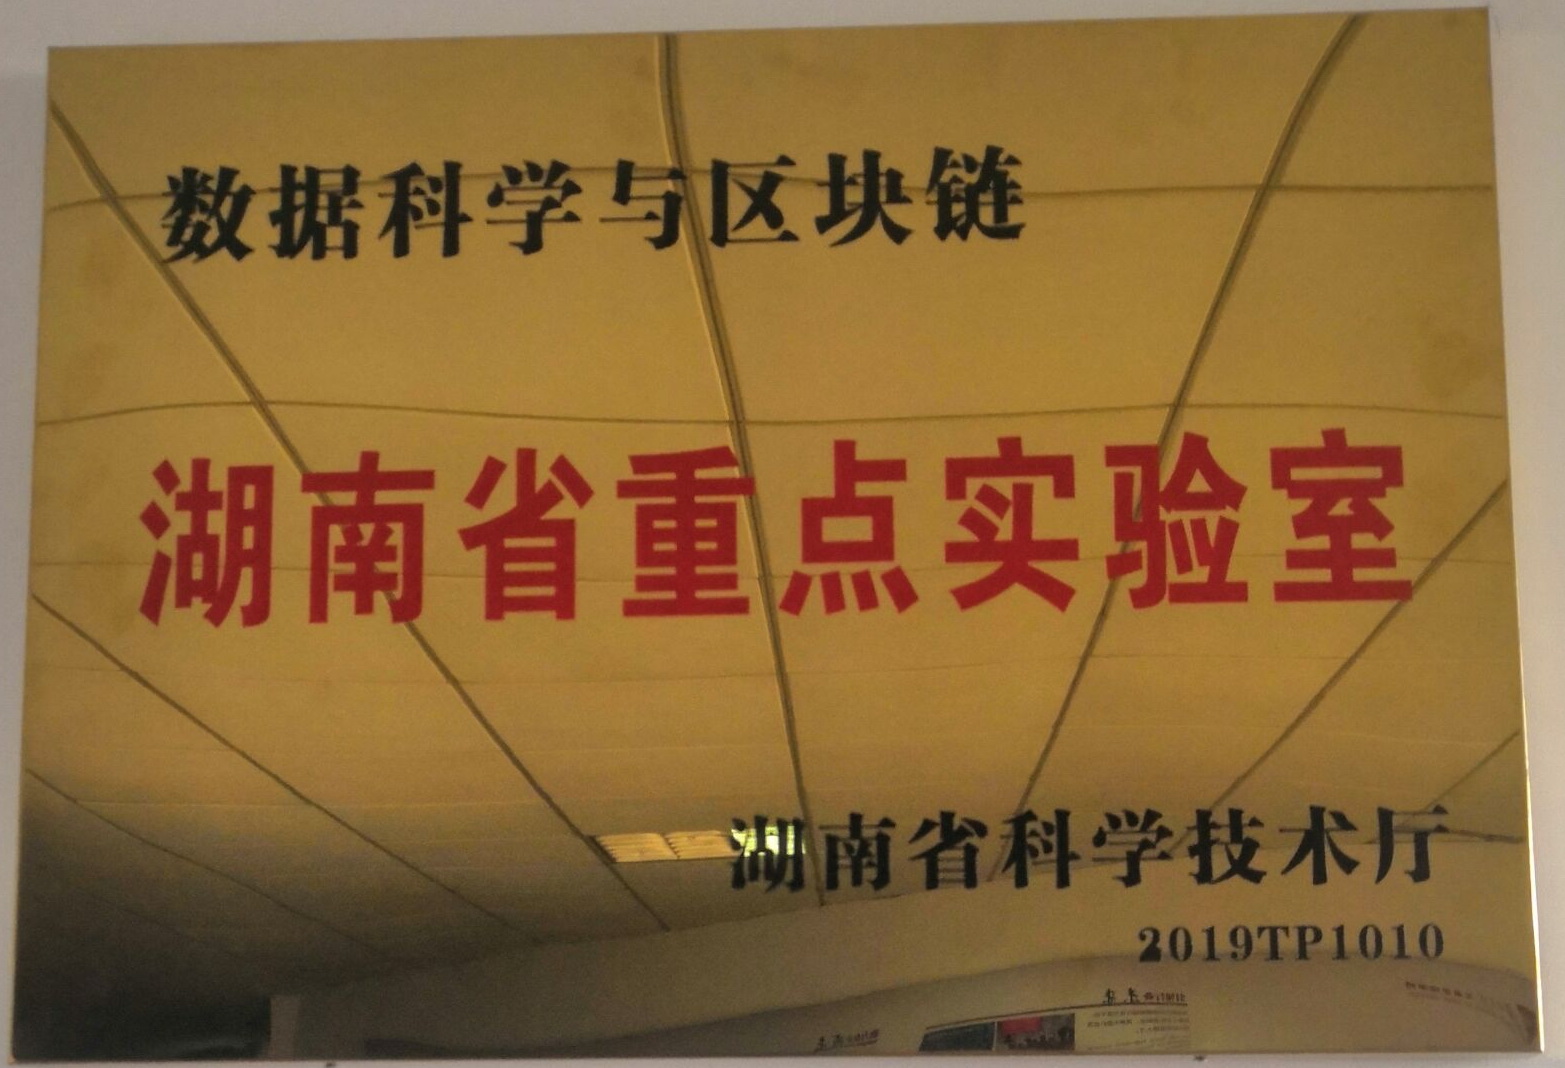 数据科学与区块链
湖南省重点实验室
湖南省科学技术厅
2019TP1010